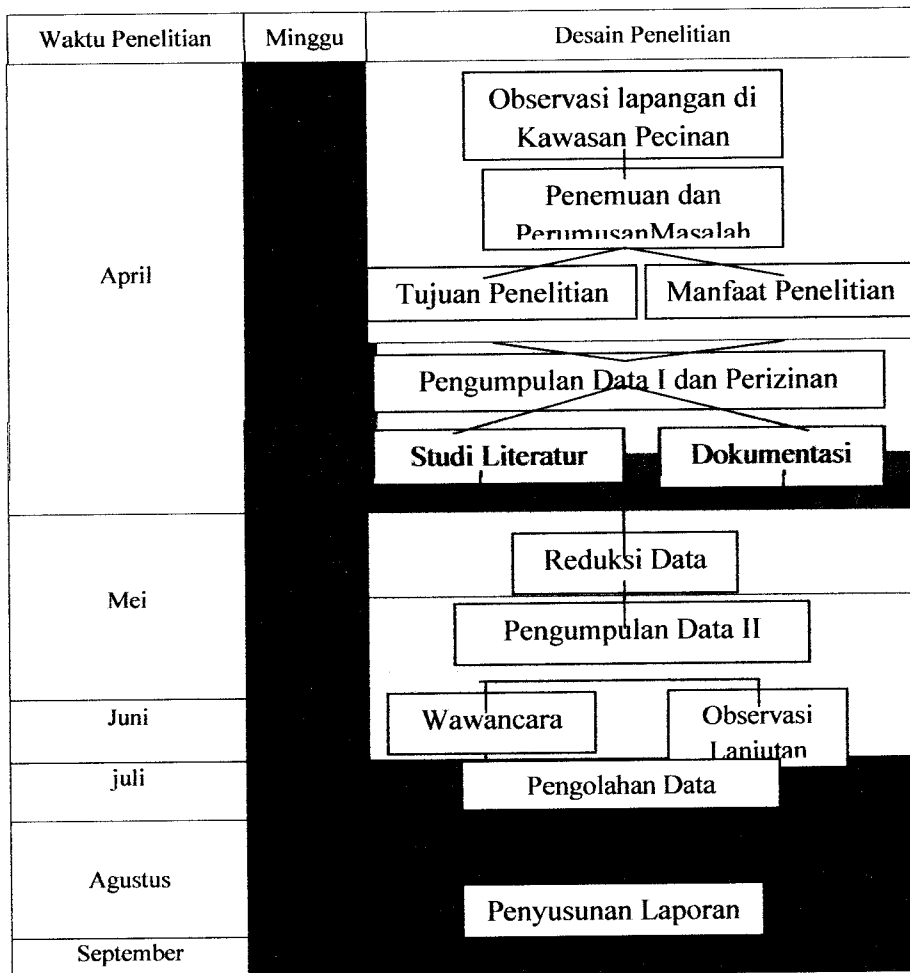 Waktu Penelitian
Minggu
Desain Penelitian
Observasi lapangan di
Kawasan Pecinan
Penemuan dan
PerumusanMasalah
April
Tujuan Penelitian
Manfaat Penelitian
Pengumpulan Data I dan Perizinan
Studi Literatur
Dokumentasi
Reduksi Data
Mei
Pengumpulan Data II
Juni
Wawancara
Observasi
Lanjutan
juli
Pengolahan Data
Agustus
Penyusunan Laporan
September